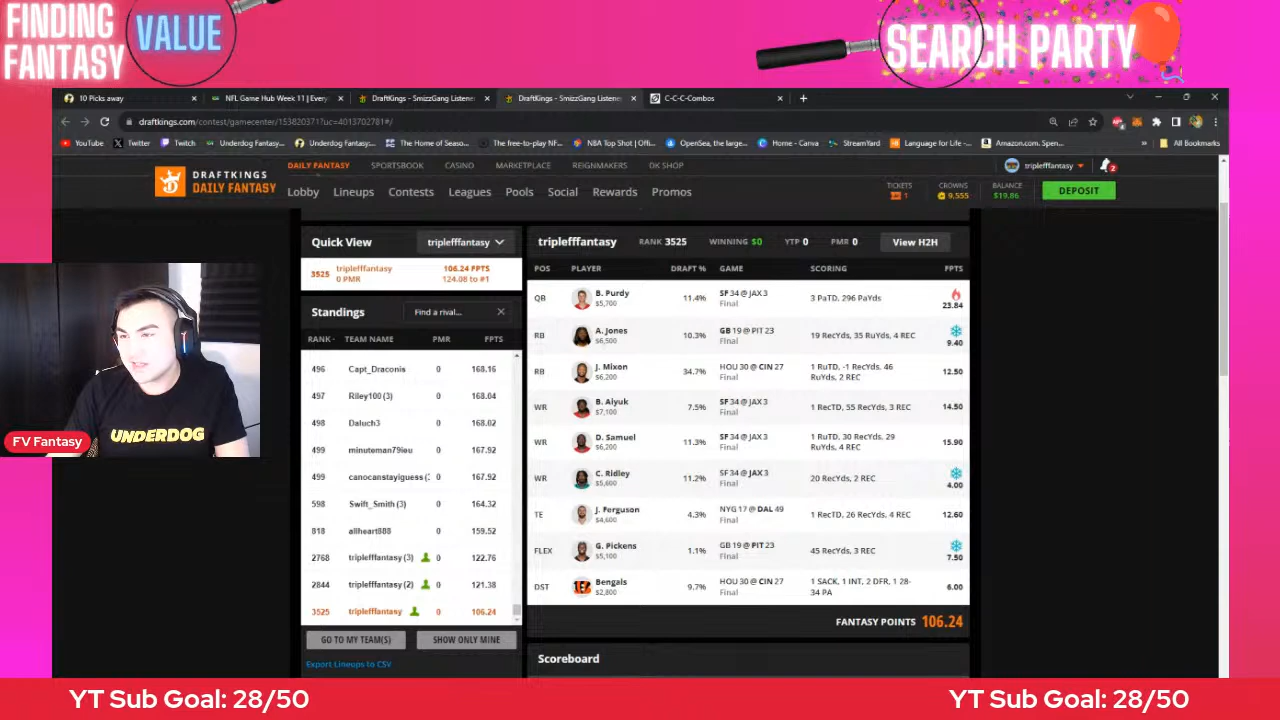 FINDING
FANTASY
VALUE
SEARCH PARTY
10 Picks away
NFL Game Hub Week 11 | Every
DraftKings - SmizzGang Listene
DraftKings - SmizzGang Listene
C-C-C-Combos
draftkings.com/contest/gamecenter/153820371?uc=4013702781#/
YouTube
Twitter
Twitch
Underdog Fantasy...
Underdog Fantasy:...
The Home of Seaso...
The free-to-play NF...
NBA Top Shot | Offi...
OpenSea, the large...
Home - Canva
StreamYard
Language for Life -...
Amazon.com. Spen...
All Bookmarks
DAILY FANTASY
SPORTSBOOK
CASINO
MARKETPLACE
REIGNMAKERS
DK SHOP
triplefffantasy
2
DRAFTKINGS
DAILY FANTASY
Lobby
Lineups
Contests
Leagues
Pools
Social
Rewards
Promos
TICKETS
1
CROWNS
9,555
BALANCE
$19.86
DEPOSIT
Quick View
triplefffantasy
3525 triplefffantasy 106.24 FPTS
0 PMR 124.08 to #1
Standings
Find a rival...
RANK TEAM NAME PMR FPTS
496 Capt_Draconis 0 168.16
497 Riley100 (3) 0 168.04
498 Daluch3 0 168.02
499 minuteman79ieu 0 167.92
499 canocanstayiguess (: 0 167.92
598 Swift_Smith (3) 0 164.32
818 allheart888 0 159.52
2768 triplefffantasy (3) 0 122.76
2844 triplefffantasy (2) 0 121.38
3525 triplefffantasy 0 106.24
GO TO MY TEAM(S)
SHOW ONLY MINE
Export Lineups to CSV
triplefffantasy RANK 3525 WINNING $0 YTP 0 PMR 0 View H2H
POS PLAYER DRAFT % GAME SCORING FPTS
QB B. Purdy $5,700 11.4% SF 34 @ JAX 3 Final 3 PaTD, 296 PaYds 23.84
RB A. Jones $6,500 10.3% GB 19 @ PIT 23 Final 19 RecYds, 35 RuYds, 4 REC 9.40
RB J. Mixon $6,200 34.7% HOU 30 @ CIN 27 Final 1 RuTD, -1 RecYds, 46 RuYds, 2 REC 12.50
WR B. Aiyuk $7,100 7.5% SF 34 @ JAX 3 Final 1 RecTD, 55 RecYds, 3 REC 14.50
WR D. Samuel $6,200 11.3% SF 34 @ JAX 3 Final 1 RuTD, 30 RecYds, 29 RuYds, 4 REC 15.90
WR C. Ridley $5,600 11.2% SF 34 @ JAX 3 Final 20 RecYds, 2 REC 4.00
TE J. Ferguson $4,600 4.3% NYG 17 @ DAL 49 Final 1 RecTD, 26 RecYds, 4 REC 12.60
FLEX G. Pickens $5,100 1.1% GB 19 @ PIT 23 Final 45 RecYds, 3 REC 7.50
DST Bengals $2,800 9.7% HOU 30 @ CIN 27 Final 1 SACK, 1 INT, 2 DFR, 1 28-34 PA 6.00
FANTASY POINTS 106.24
Scoreboard
UNDERDOG
FV Fantasy
YT Sub Goal: 28/50
YT Sub Goal: 28/50